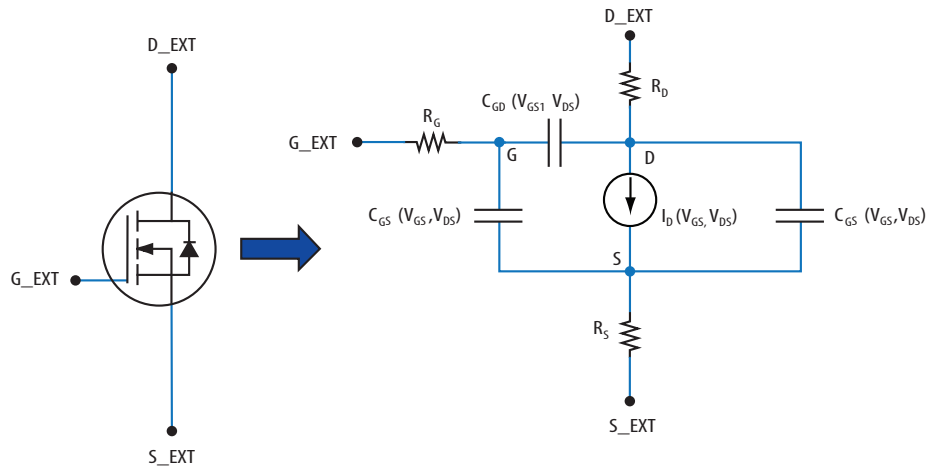 D_EXT
G_EXT
S_EXT
D_EXT
R_D
C_GD (V_GS1 V_DS)
R_G
G_EXT
G
D
C_GS (V_GS,V_DS)
I_D (V_GS, V_DS)
C_GS (V_GS,V_DS)
S
R_S
S_EXT